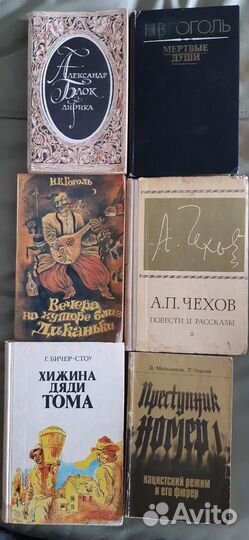 Александр
Блок
лирика
Н.В.ГОГОЛЬ
МЕРТВЫЕ
ДУШИ
Н.В.Гоголь
Вечера
на хуторе близ
Диканьки
А. Чехов
А.П. ЧЕХОВ
ПОВЕСТИ И РАССКАЗЫ
Г. БИЧЕР-СТОУ
ХИЖИНА
ДЯДИ
ТОМА
Д. Мельников, Л. Черная
Преступник
номер 1
нацистский режим
и его фюрер
Avito